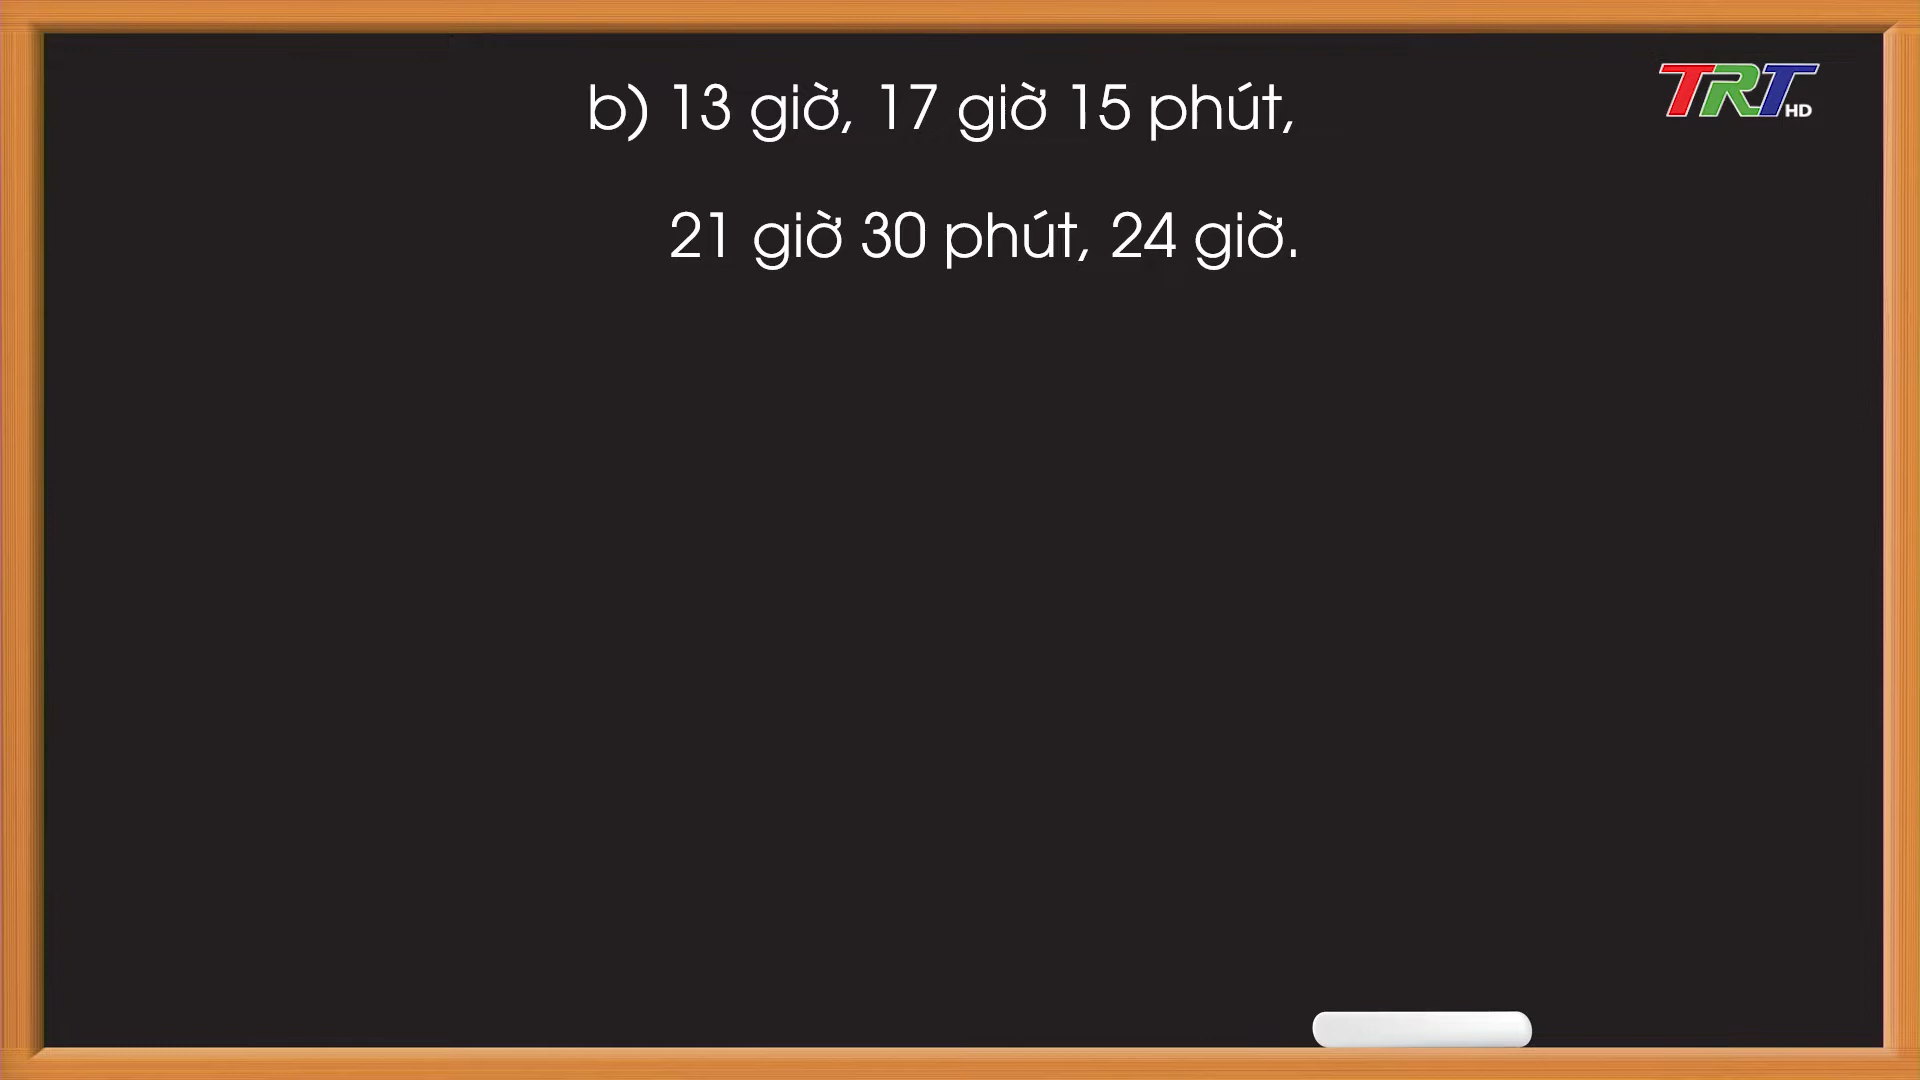 TRT HD
b) 13 giờ, 17 giờ 15 phút,
21 giờ 30 phút, 24 giờ.